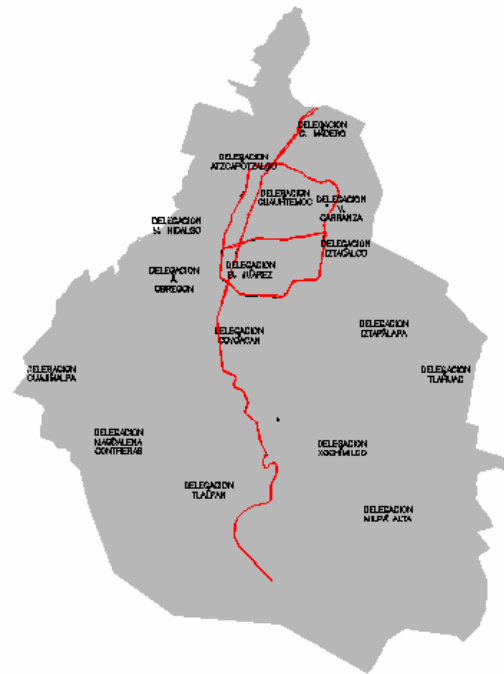 DELEGACION
G. MADERO
DELEGACION
ATZCAPOTZALCO
DELEGACION
CUAUHTEMOC
DELEGACION
V.
CARRANZA
DELEGACION
M. HIDALGO
DELEGACION
IZTACALCO
DELEGACION
B. JUAREZ
DELEGACION
OBREGON
DELEGACION
COYOACAN
DELEGACION
IZTAPALAPA
DELEGACION
CUAJIMALPA
DELEGACION
TLAHUAC
DELEGACION
MAGDALENA
CONTRERAS
DELEGACION
XOCHIMILCO
DELEGACION
TLALPAN
DELEGACION
MILPA ALTA